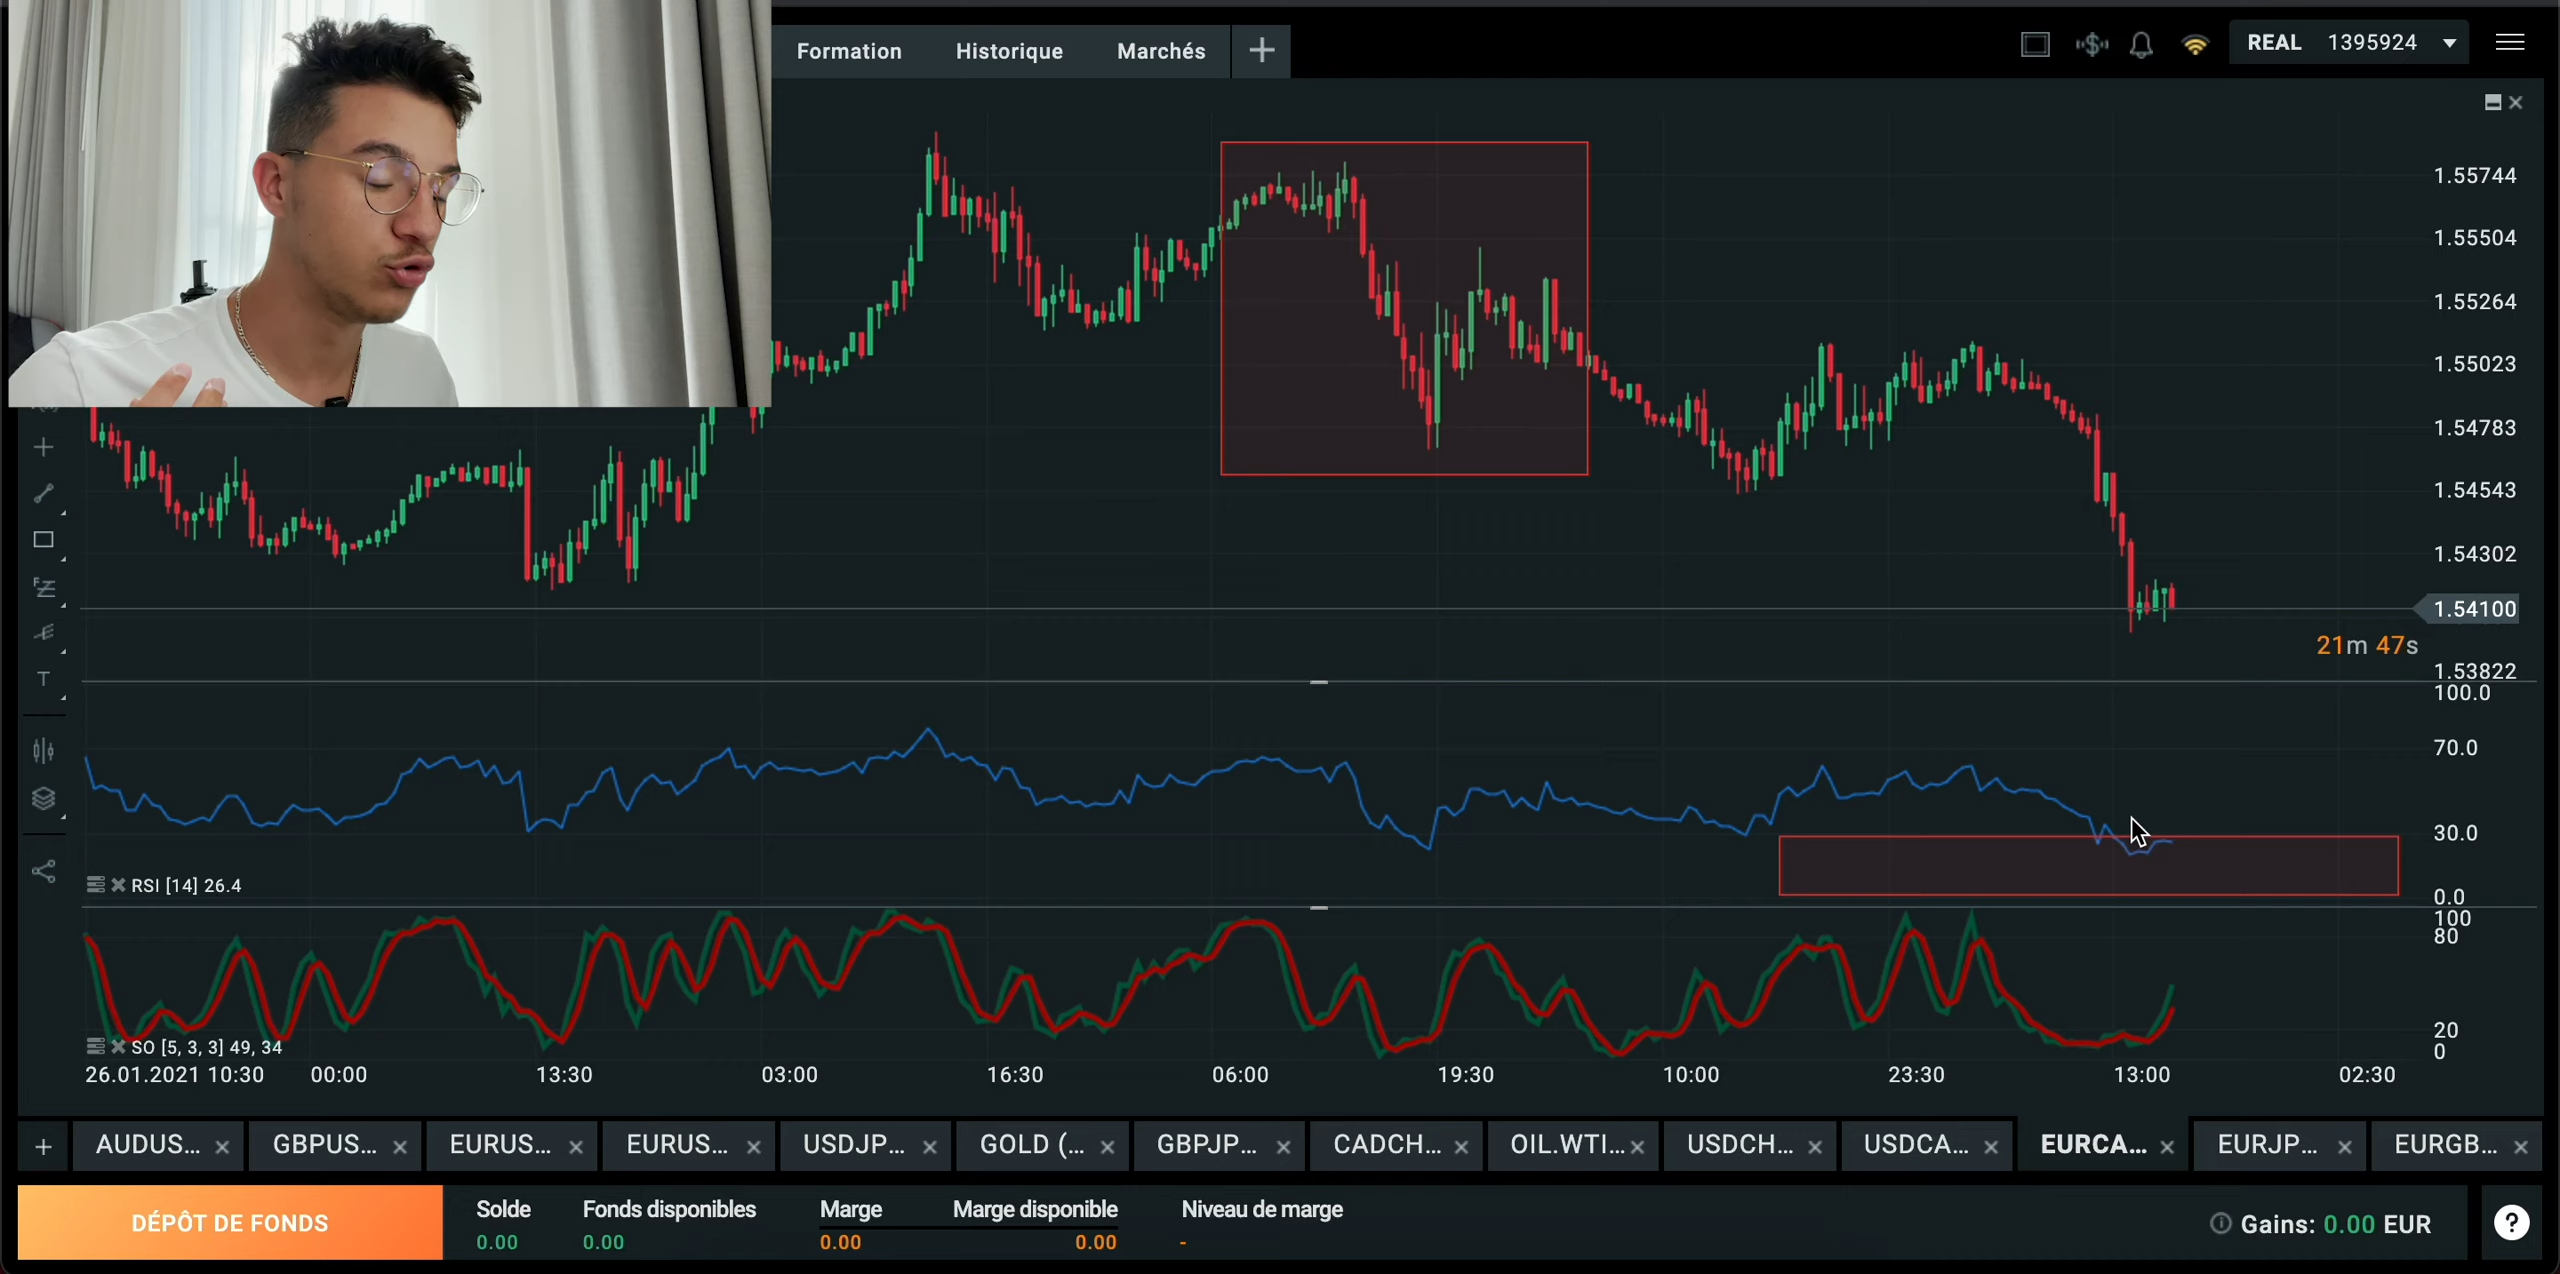 Formation Historique Marchés
REAL 1395924
1.55744
1.55504
1.55264
1.55023
1.54783
1.54543
1.54302
1.54100
21m 47s
1.53822
100.0
70.0
30.0
RSI [14] 26.4
0.0
100
80
20
SO [5, 3, 3] 49, 34
0
26.01.2021 10:30 00:00 13:30 03:00 16:30 06:00 19:30 10:00 23:30 13:00 02:30
AUDUS... GBPUS... EURUS... EURUS... USDJP... GOLD (... GBPJP... CADCH... OIL.WTI... USDCH... USDCA... EURCA... EURJP... EURGB...
DÉPÔT DE FONDS
Solde Fonds disponibles Marge Marge disponible Niveau de marge
0.00 0.00 0.00 0.00 -
Gains: 0.00 EUR